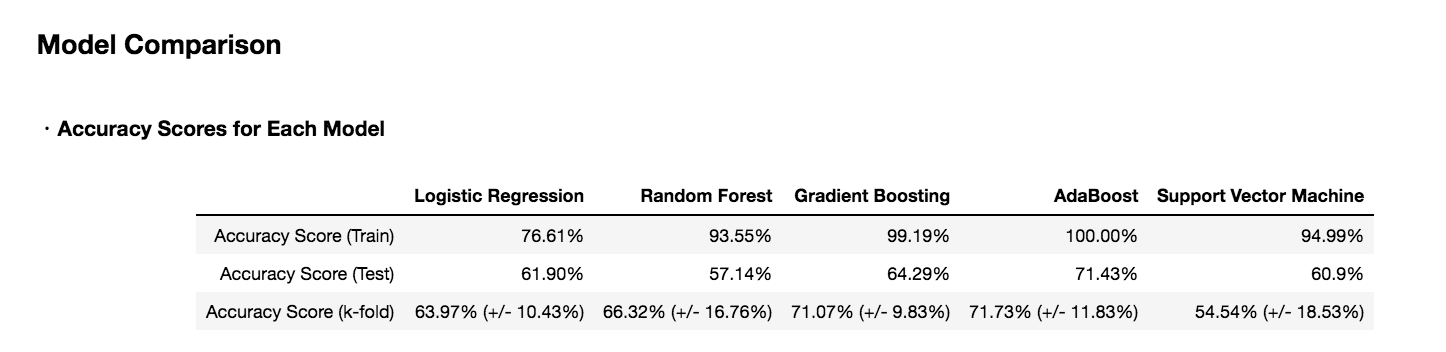 Model Comparison
· Accuracy Scores for Each Model
Logistic Regression Random Forest Gradient Boosting AdaBoost Support Vector Machine
Accuracy Score (Train) 76.61% 93.55% 99.19% 100.00% 94.99%
Accuracy Score (Test) 61.90% 57.14% 64.29% 71.43% 60.9%
Accuracy Score (k-fold) 63.97% (+/- 10.43%) 66.32% (+/- 16.76%) 71.07% (+/- 9.83%) 71.73% (+/- 11.83%) 54.54% (+/- 18.53%)